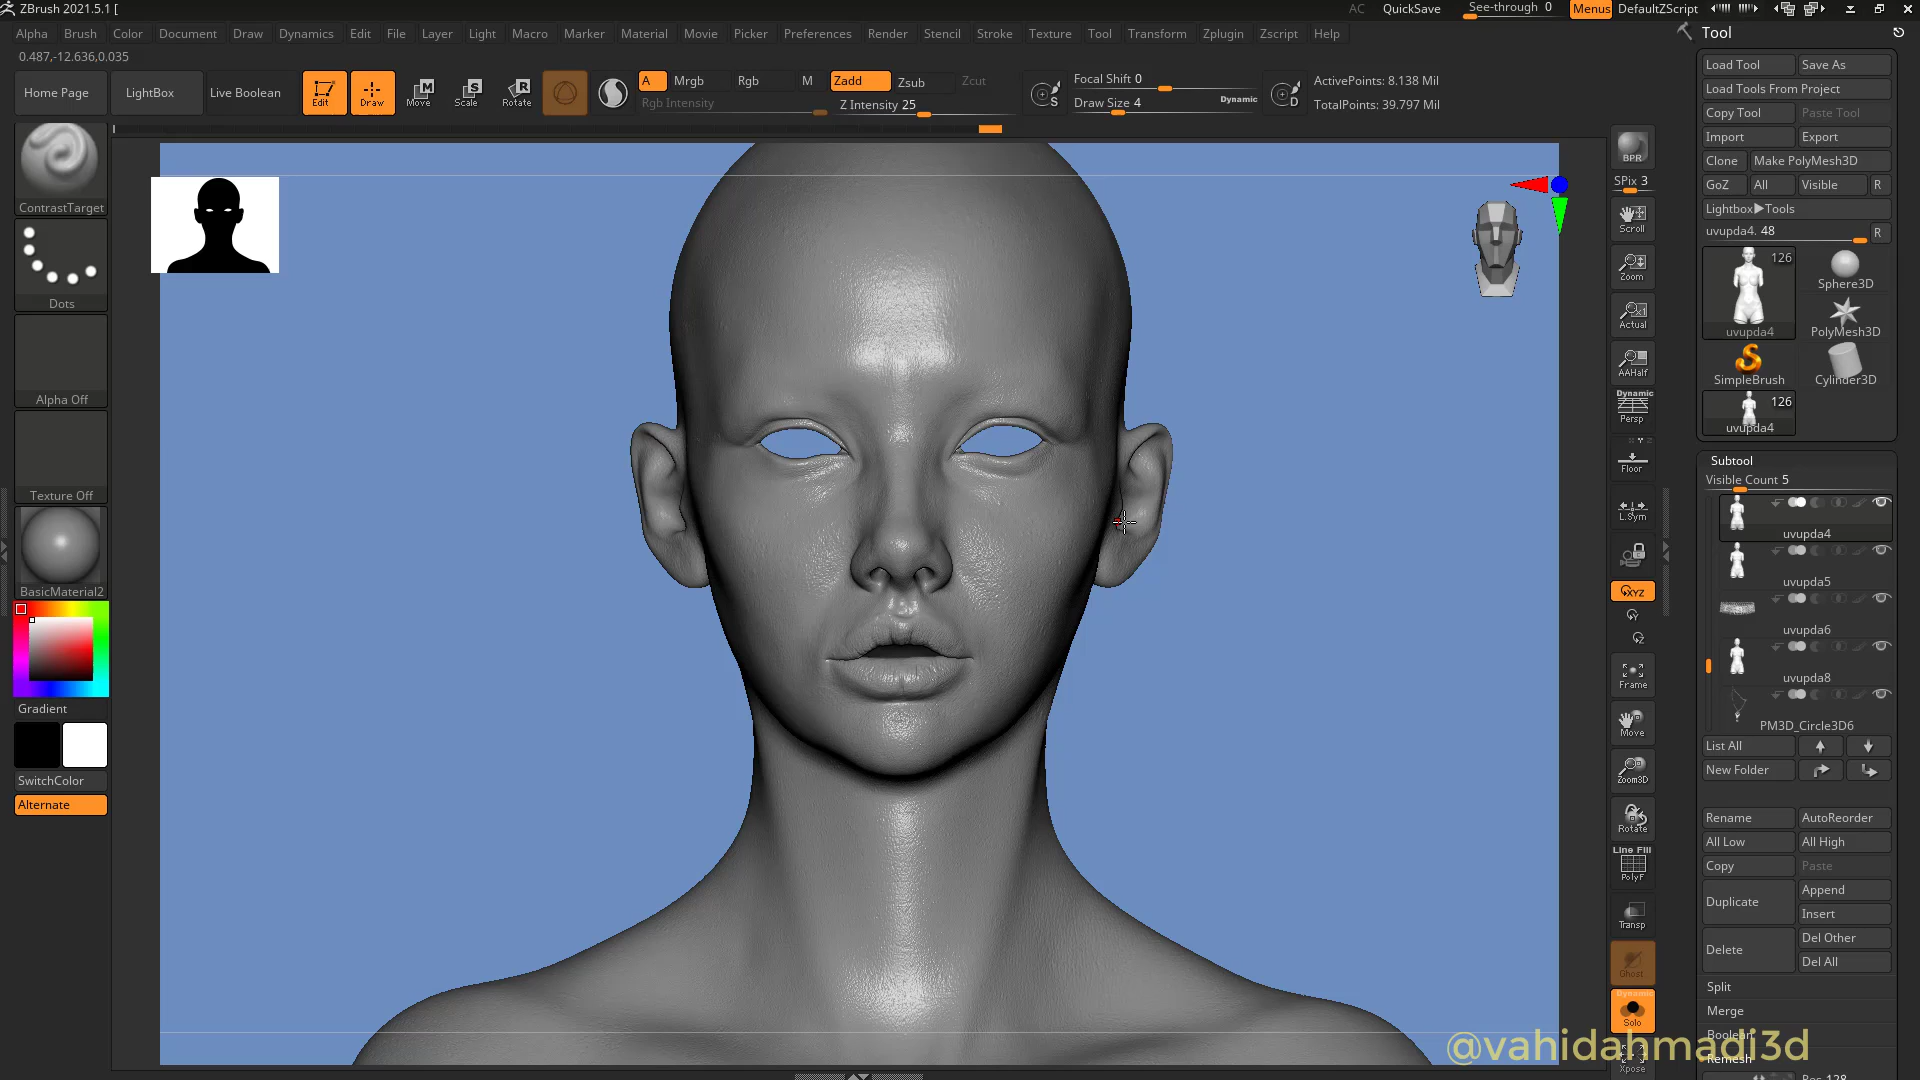 ZBrush 2021.5.1 [
AC QuickSave See-through 0 Menus DefaultZScript
Alpha Brush Color Document Draw Dynamics Edit File Layer Light Macro Marker Material Movie Picker Preferences Render Stencil Stroke Texture Tool Transform Zplugin Zscript Help
0.487,-12.636,0.035
Home Page LightBox Live Boolean Edit Draw Move Scale Rotate
A Mrgb Rgb M Zadd Zsub Zcut
Rgb Intensity Z Intensity 25
Focal Shift 0
Draw Size 4 Dynamic
ActivePoints: 8.138 Mil
TotalPoints: 39.797 Mil
ContrastTarget
Dots
Alpha Off
Texture Off
BasicMaterial2
Gradient
SwitchColor
Alternate
BPR
SPix 3
Scroll
Zoom
Actual
AAHalf
Dynamic
Persp
Floor
L.Sym
XYZ
Y
Z
Frame
Move
Zoom3D
Rotate
Line Fill
PolyF
Transp
Ghost
Dynamic
Solo
Xpose
Tool
Load Tool Save As
Load Tools From Project
Copy Tool Paste Tool
Import Export
Clone Make PolyMesh3D
GoZ All Visible R
Lightbox▶Tools
uvupda4. 48 R
126
uvupda4
Sphere3D
PolyMesh3D
SimpleBrush
Cylinder3D
126
uvupda4
Subtool
Visible Count 5
uvupda4
uvupda5
uvupda6
uvupda8
PM3D_Circle3D6
List All
New Folder
Rename AutoReorder
All Low All High
Copy Paste
Duplicate Append
Insert
Delete Del Other
Del All
Split
Merge
Boolean
Remesh
@vahidahmadi3d